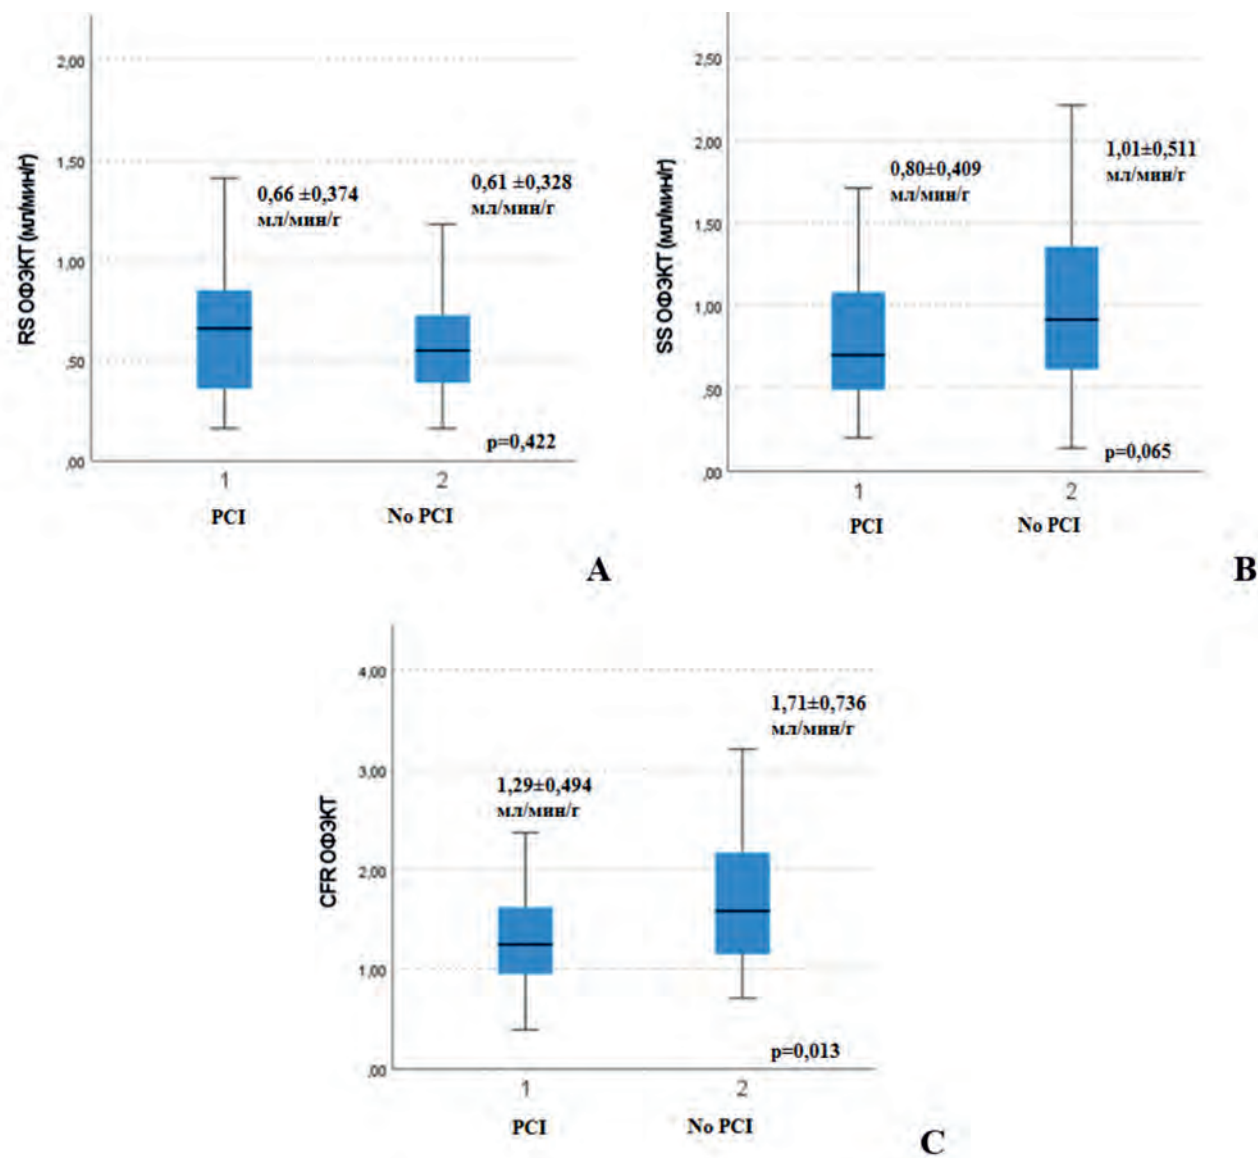 RS ОФЭКТ (мл/мин/г)
2,00
1,50
1,00
,50
,00
0,66 ±0,374
мл/мин/г
0,61 ±0,328
мл/мин/г
p=0,422
1
2
PCI
No PCI
A
SS ОФЭКТ (мл/мин/г)
2,50
2,00
1,50
1,00
,50
,00
0,80±0,409
мл/мин/г
1,01±0,511
мл/мин/г
p=0,065
1
2
PCI
No PCI
B
CFR ОФЭКТ
4,00
3,00
2,00
1,00
,00
1,29±0,494
мл/мин/г
1,71±0,736
мл/мин/г
p=0,013
1
2
PCI
No PCI
C